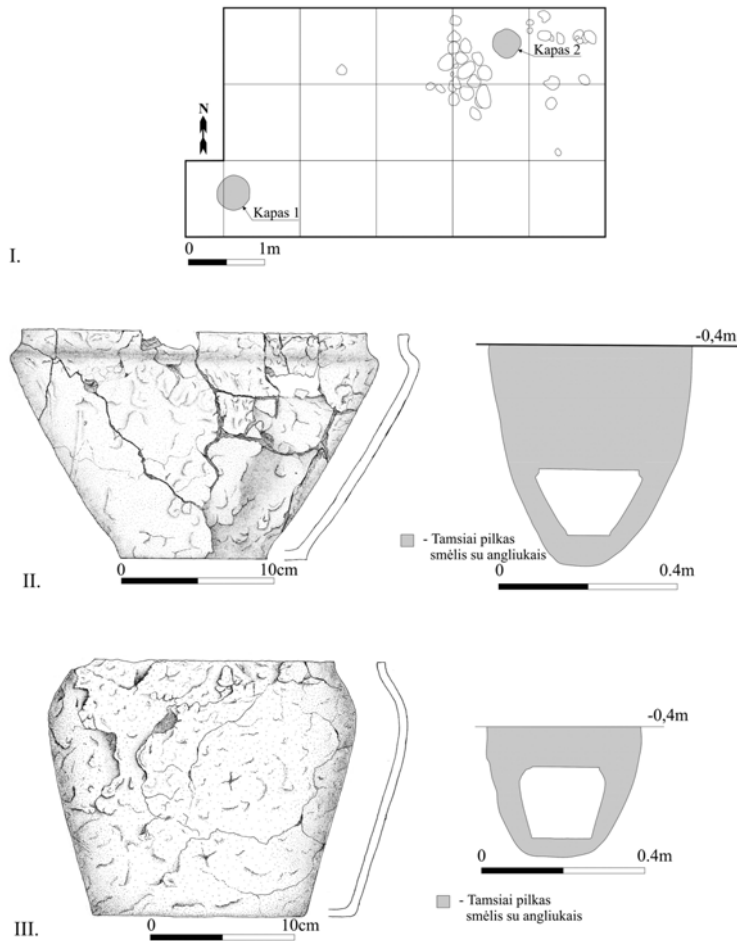 Kapas 2
N
Kapas 1
0 1m
I.
-0,4m
- Tamsiai pilkas
smėlis su angliukais
0 10cm
0 0.4m
II.
-0,4m
0 0.4m
- Tamsiai pilkas
smėlis su angliukais
0 10cm
III.